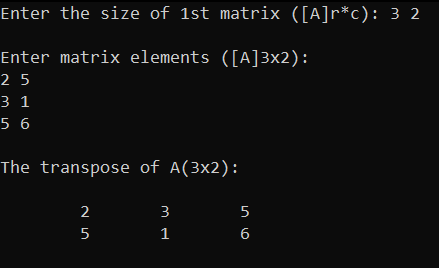 Enter the size of 1st matrix ([A]r*c): 3 2
Enter matrix elements ([A]3x2):
2 5
3 1
5 6
The transpose of A(3x2):
2 3 5
5 1 6